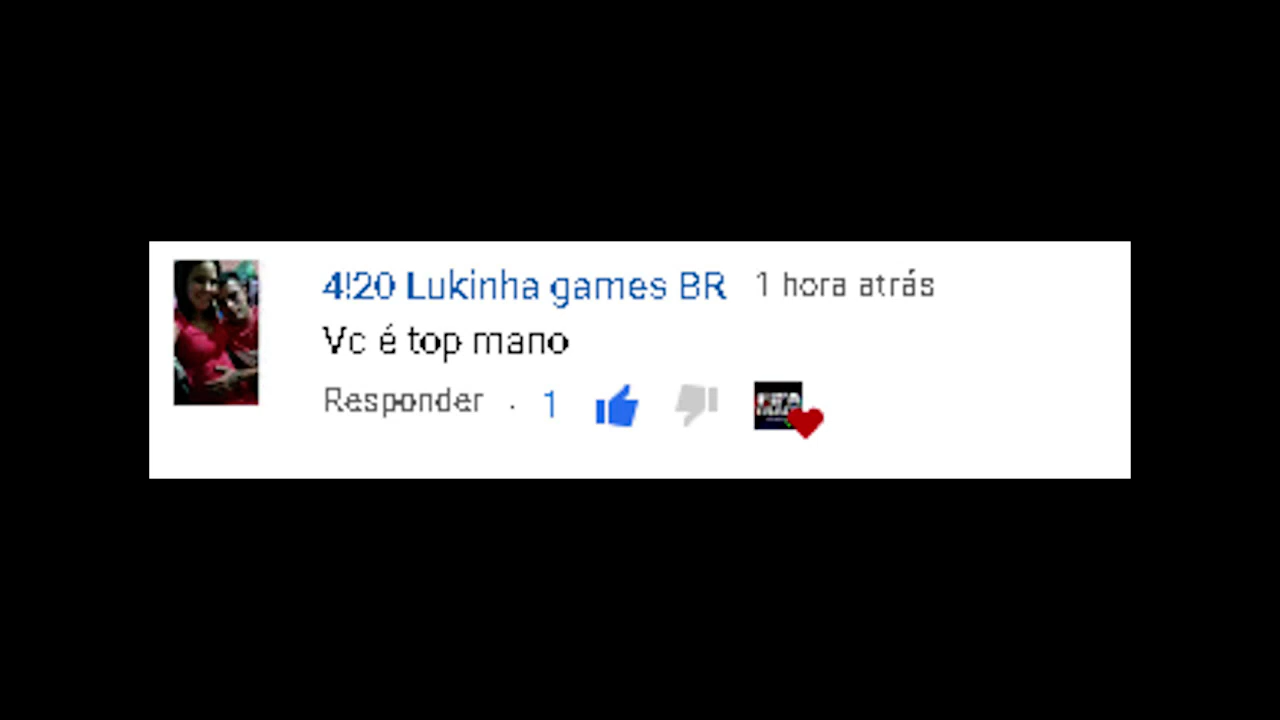 4!20 Lukinha games BR 1 hora atrás
Vc é top mano
Responder · 1